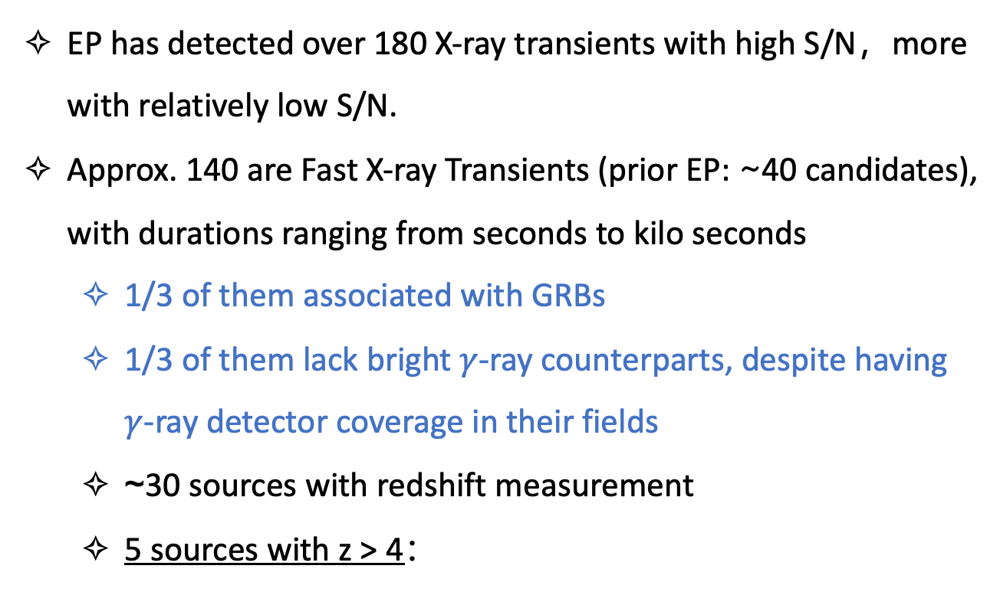 ✧ EP has detected over 180 X-ray transients with high S/N， more
with relatively low S/N.
✧ Approx. 140 are Fast X-ray Transients (prior EP: ~40 candidates),
with durations ranging from seconds to kilo seconds
✧ 1/3 of them associated with GRBs
✧ 1/3 of them lack bright γ-ray counterparts, despite having
γ-ray detector coverage in their fields
✧ ~30 sources with redshift measurement
✧ 5 sources with z > 4：